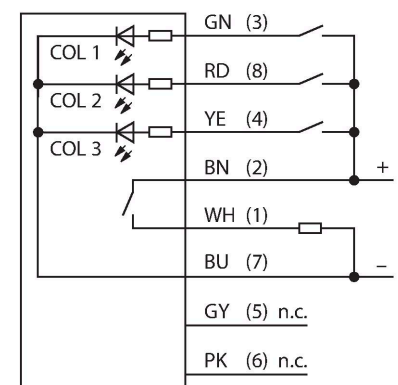 GN (3)
COL 1
RD (8)
COL 2
YE (4)
COL 3
BN (2)
+
WH (1)
BU (7)
–
GY (5) n.c.
PK (6) n.c.